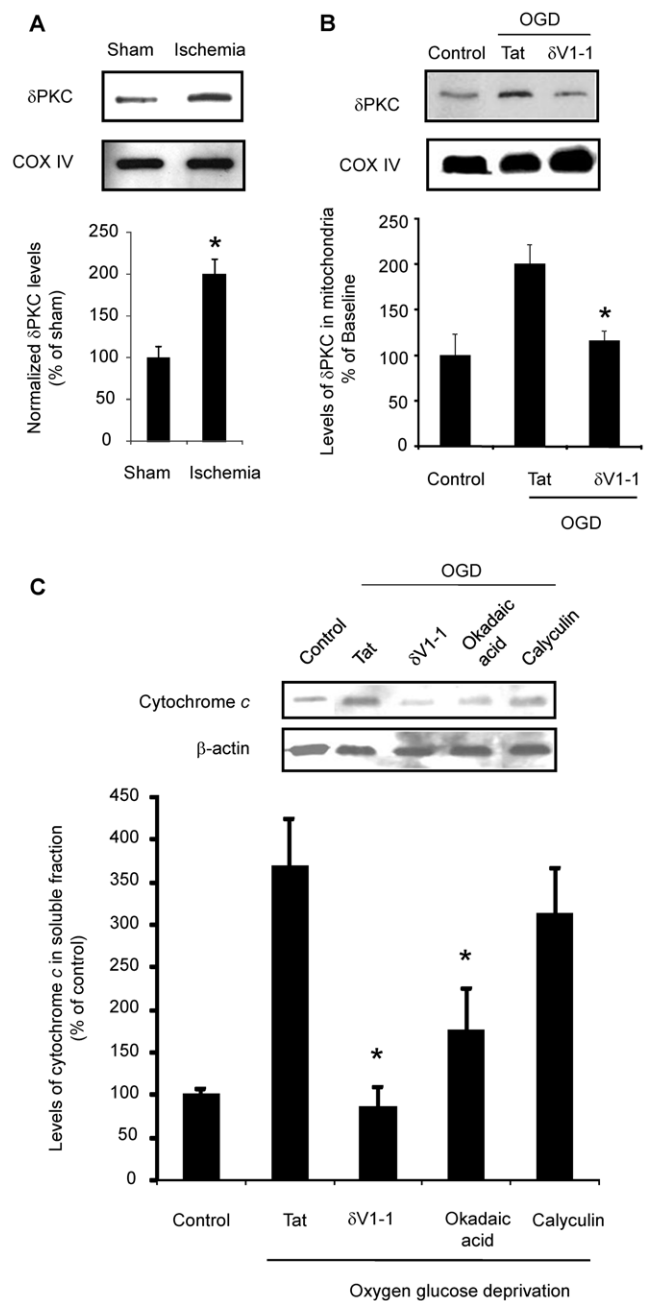 A
Sham Ischemia
δPKC
COX IV
Normalized δPKC levels
(% of sham)
250
200
150
100
50
0
*
Sham Ischemia
B
OGD
Control Tat δV1-1
δPKC
COX IV
Levels of δPKC in mitochondria
% of Baseline
250
200
150
100
50
0
*
Control Tat δV1-1
OGD
C
OGD
Control
Tat
δV1-1
Okadaic
acid
Calyculin
Cytochrome c
β-actin
Levels of cytochrome c in soluble fraction
(% of control)
450
400
350
300
250
200
150
100
50
0
*
*
Control Tat δV1-1 Okadaic
acid Calyculin
Oxygen glucose deprivation